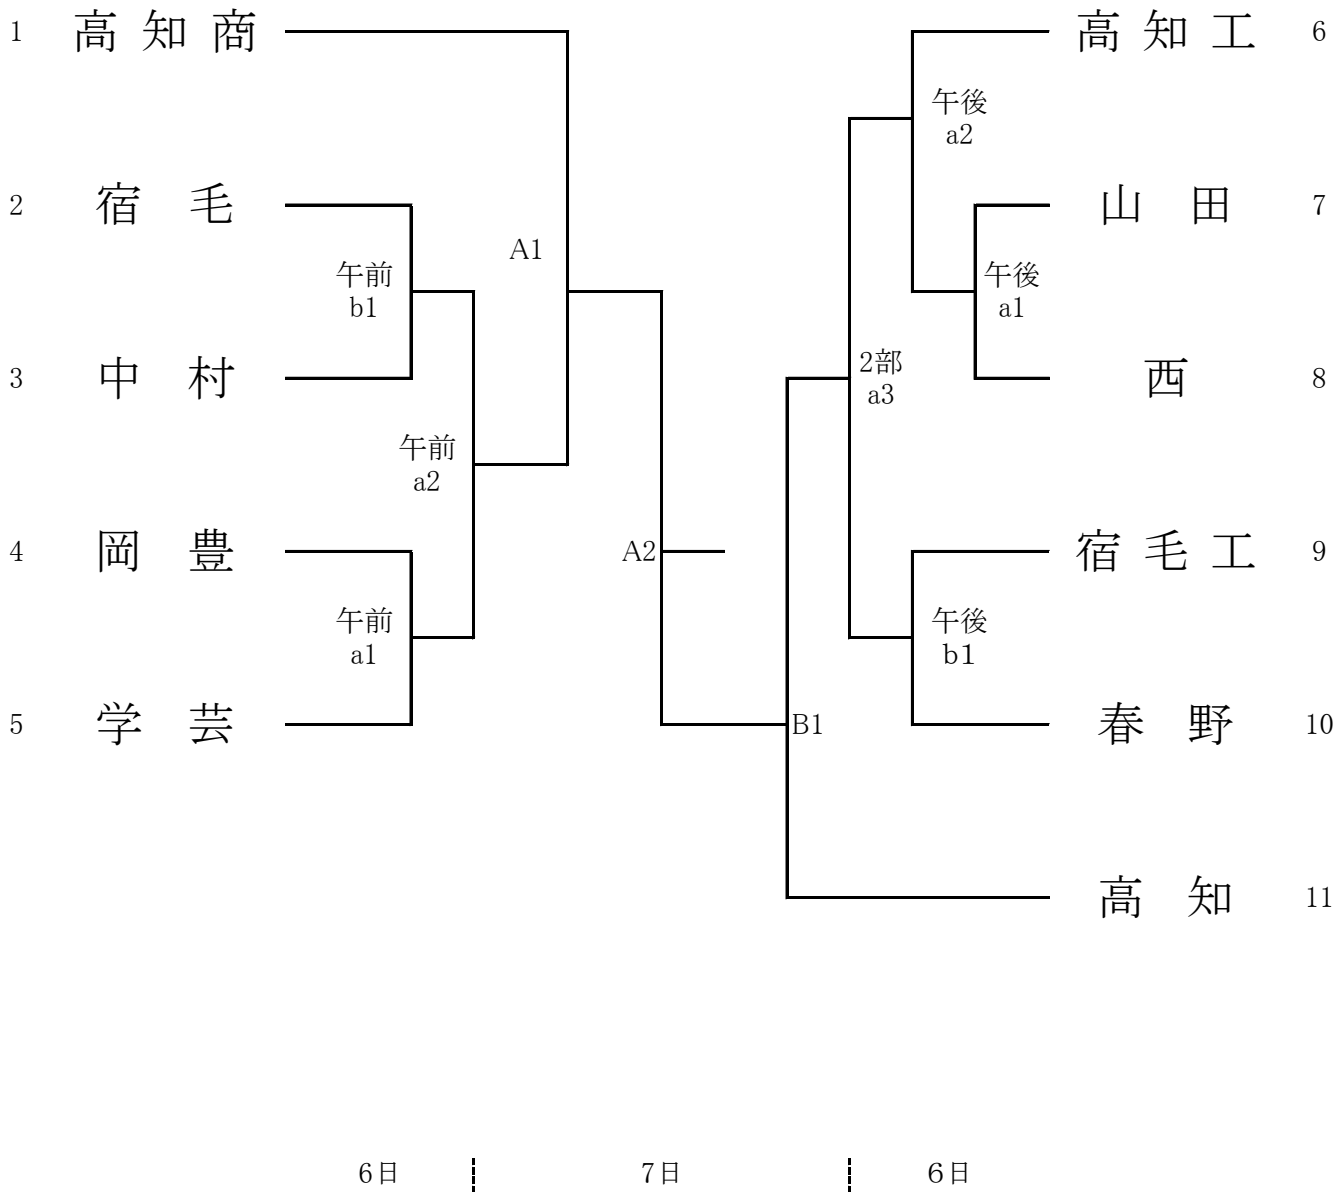 1 高知商
高知工 6
午後
a2
2 宿毛
山田 7
A1
午前
b1
午後
a1
3 中村
2部
a3
西 8
午前
a2
4 岡豊
A2
宿毛工 9
午前
a1
午後
b1
5 学芸
B1
春野 10
高知 11
6日 7日 6日